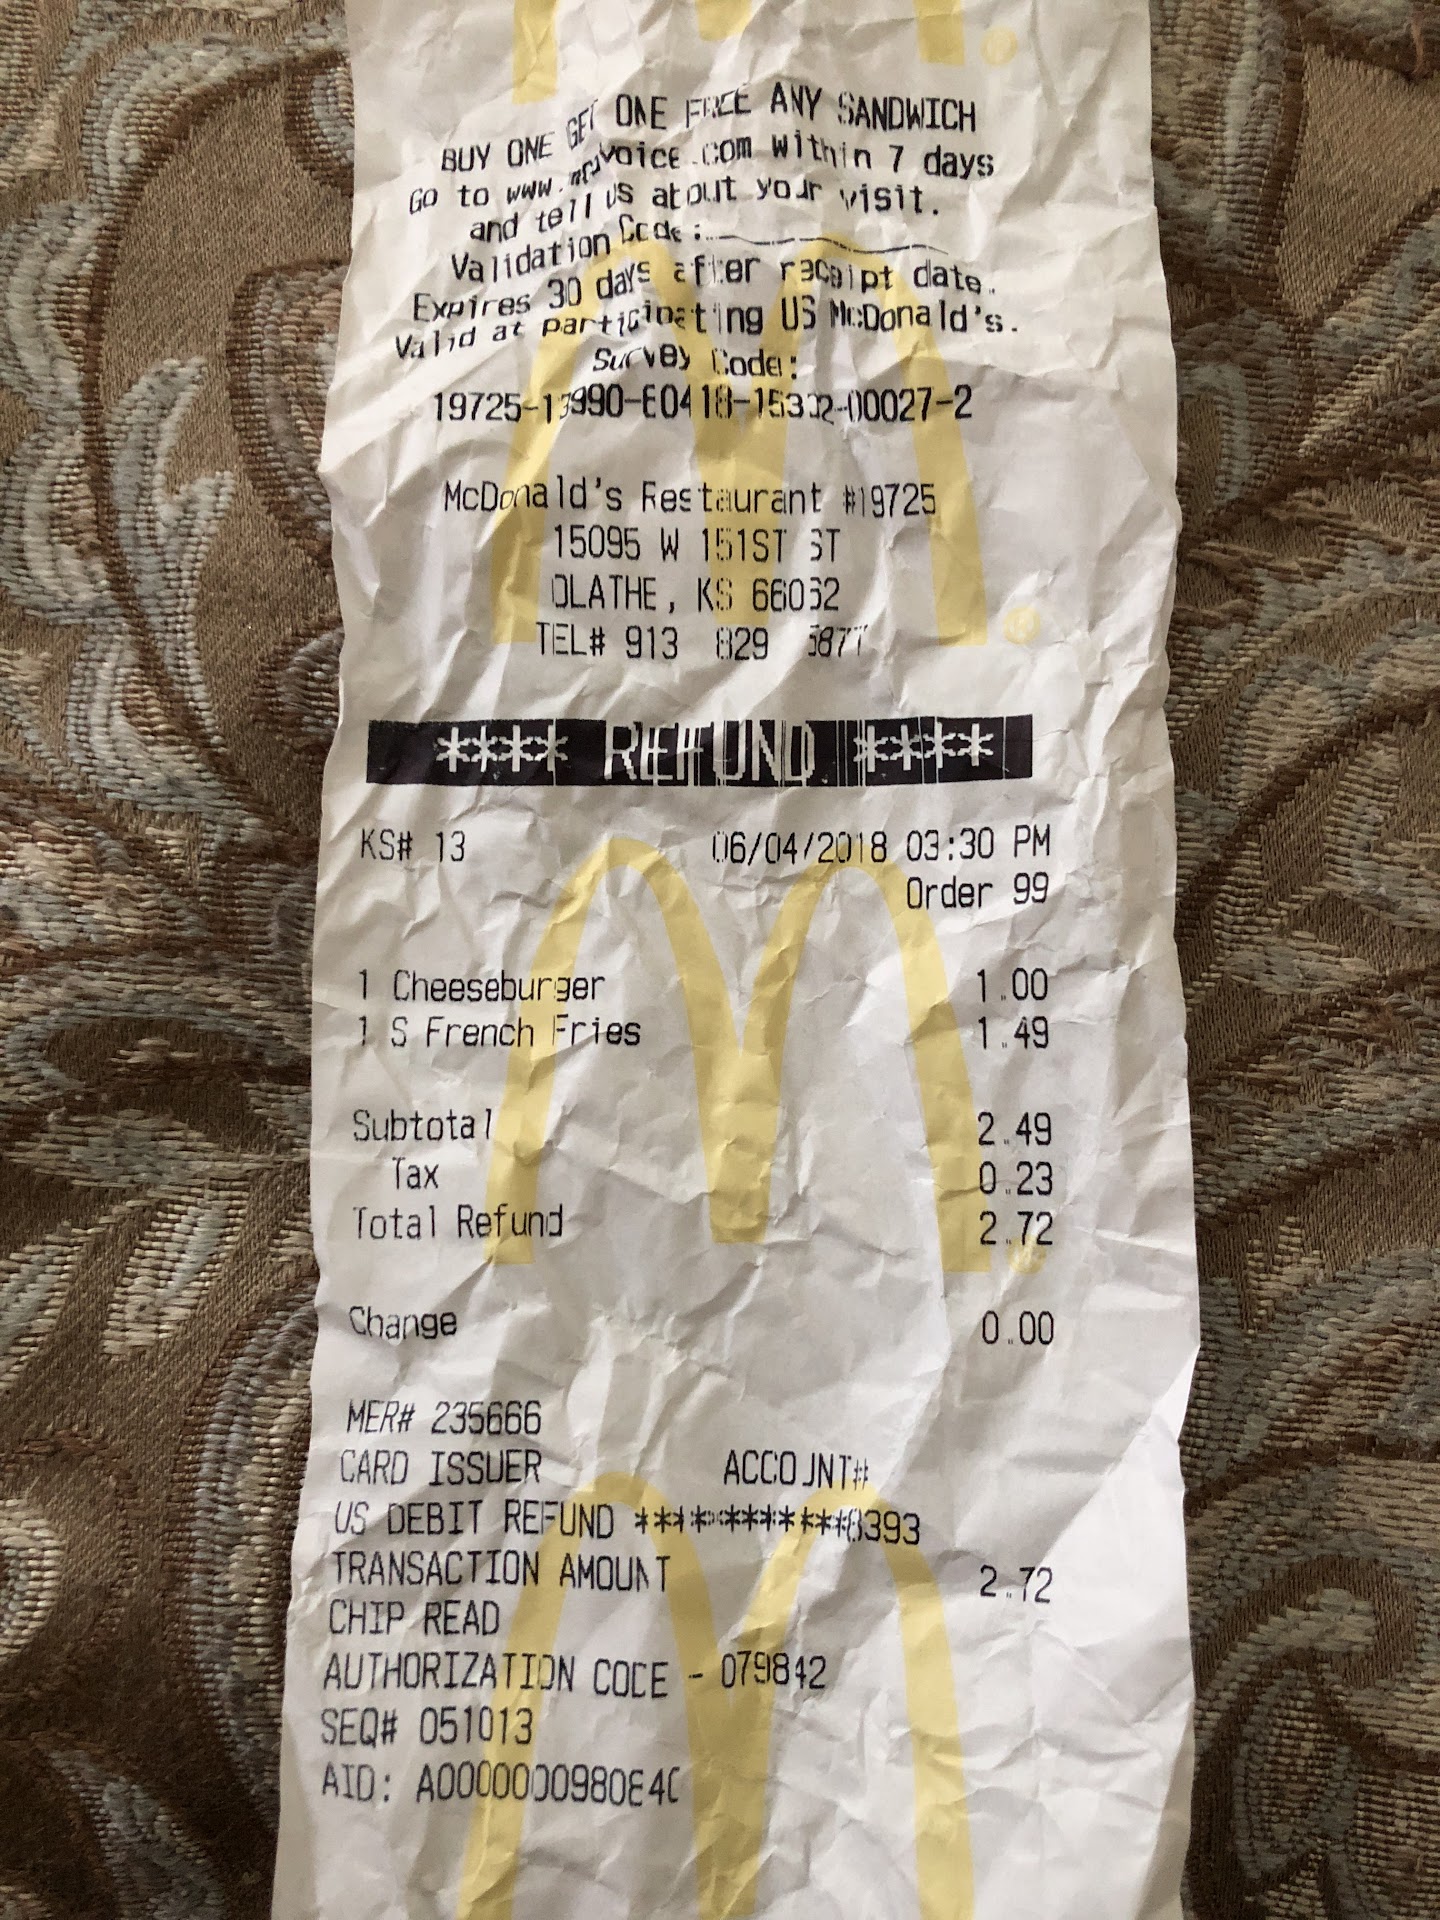 BUY ONE GET ONE FREE ANY SANDWICH
Go to www.mcdvoice.com within 7 days
and tell us about your visit.
Validation Code:
Expires 30 days after receipt date.
Valid at participating US McDonald's.
Survey Code:
McDonald's Restaurant #19725
15095 W 151ST ST
OLATHE, KS 66062
TEL# 913 829
**** REFUND ****
KS# 13 06/04/2018 03:30 PM
Order 99
1 Cheeseburger 1.00
1 S French Fries 1.49
Subtotal 2.49
Tax 0.23
Total Refund 2.72
Change 0.00
MER# 235666
CARD ISSUER ACCOUNT#
US DEBIT REFUND ************8393
TRANSACTION AMOUNT 2.72
CHIP READ
AUTHORIZATION CODE - 079842
SEQ# 051013
AID: